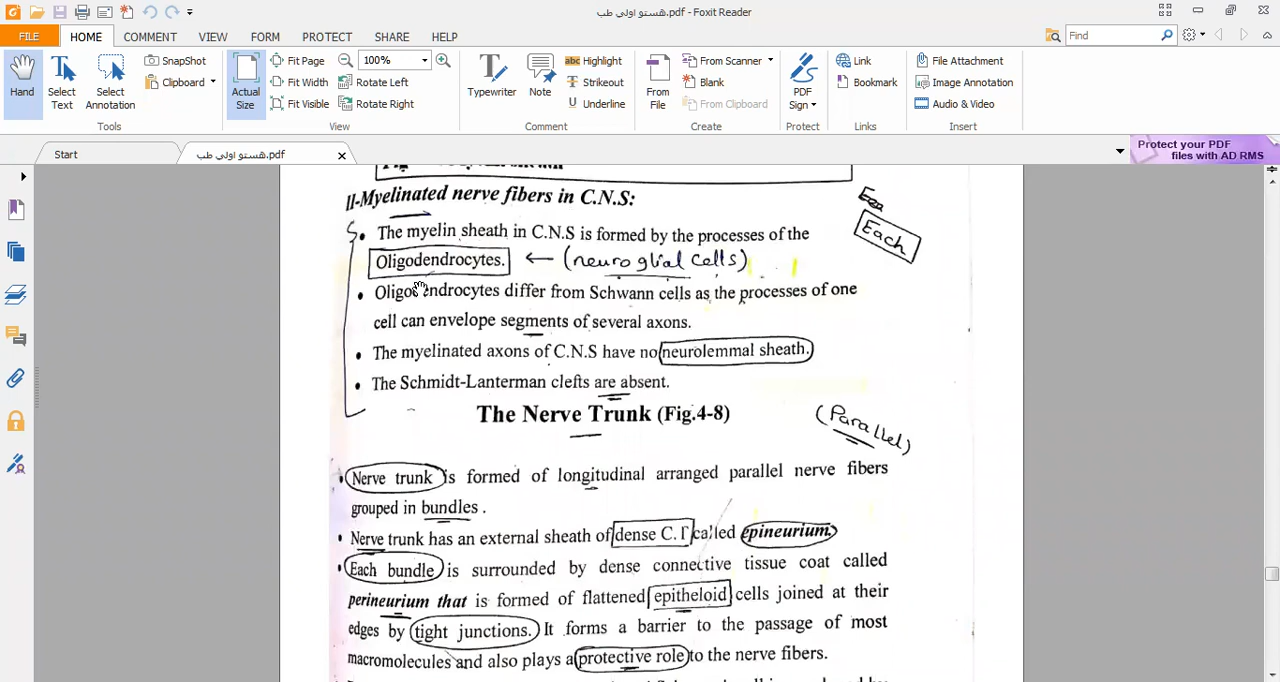 هستو اولي طب.pdf - Foxit Reader
FILE HOME COMMENT VIEW FORM PROTECT SHARE HELP
Find
Hand
Select Text
Select Annotation
SnapShot
Clipboard
Tools
Actual Size
Fit Page
Fit Width
Fit Visible
100%
Rotate Left
Rotate Right
View
Typewriter
Note
Highlight
Strikeout
Underline
Comment
From File
From Scanner
Blank
From Clipboard
Create
PDF Sign
Protect
Link
Bookmark
Links
File Attachment
Image Annotation
Audio & Video
Insert
Start
هستو اولي طب.pdf
Protect your PDF
files with AD RMS
II-Myelinated nerve fibers in C.N.S:
Each
• The myelin sheath in C.N.S is formed by the processes of the
Oligodendrocytes. ← (neuroglial cells)
• Oligodendrocytes differ from Schwann cells as the processes of one
cell can envelope segments of several axons.
• The myelinated axons of C.N.S have no neurolemmal sheath.
• The Schmidt-Lanterman clefts are absent.
The Nerve Trunk (Fig.4-8)
(Parallel)
• Nerve trunk is formed of longitudinal arranged parallel nerve fibers
grouped in bundles .
• Nerve trunk has an external sheath of dense C.T called epineurium.
• Each bundle is surrounded by dense connective tissue coat called
perineurium that is formed of flattened epitheloid cells joined at their
edges by tight junctions. It forms a barrier to the passage of most
macromolecules and also plays a protective role to the nerve fibers.